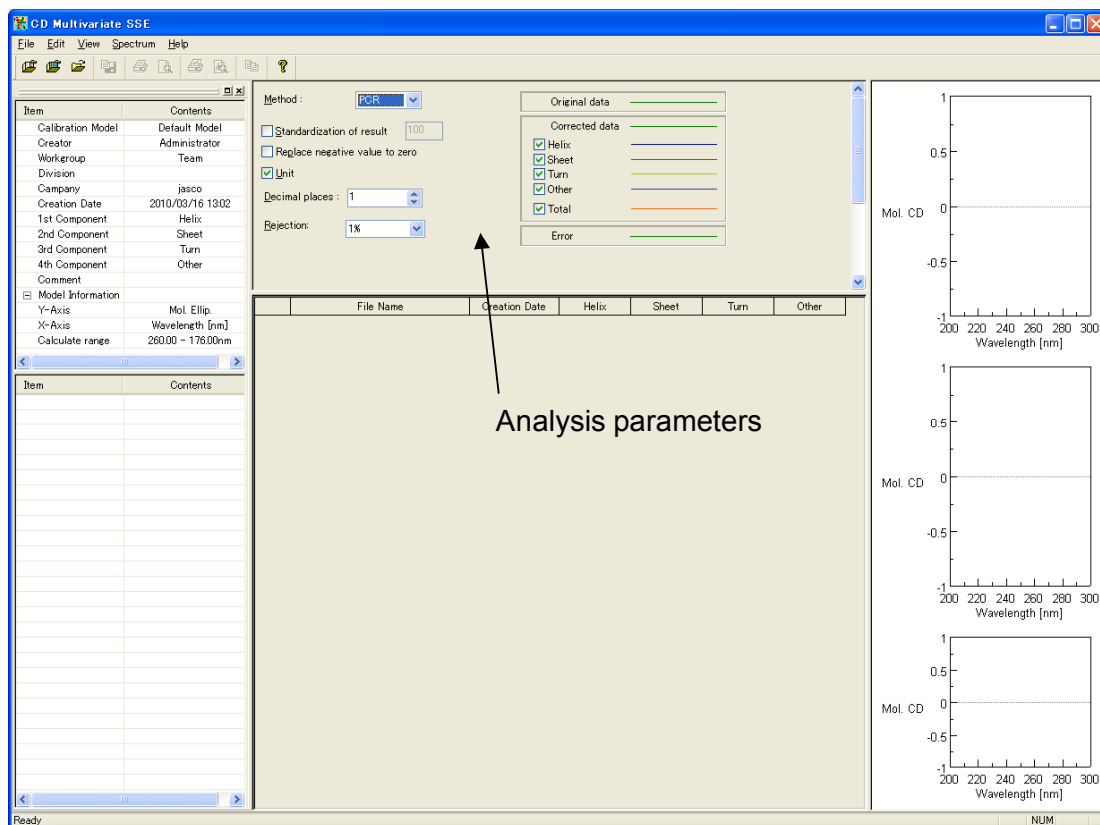 CD Multivariate SSE
File Edit View Spectrum Help
Item Contents
Calibration Model Default Model
Creator Administrator
Workgroup Team
Division
Campany jasco
Creation Date 2010/03/16 13:02
1st Component Helix
2nd Component Sheet
3rd Component Turn
4th Component Other
Comment
Model Information
Y-Axis Mol. Ellip.
X-Axis Wavelength [nm]
Calculate range 260.00 - 176.00nm
Item Contents
Method : PCR
Standardization of result 100
Replace negative value to zero
Unit
Decimal places : 1
Rejection: 1%
Original data
Corrected data
Helix
Sheet
Turn
Other
Total
Error
File Name Creation Date Helix Sheet Turn Other
Analysis parameters
1
0.5
Mol. CD 0
-0.5
-1
200 220 240 260 280 300
Wavelength [nm]
1
0.5
Mol. CD 0
-0.5
-1
200 220 240 260 280 300
Wavelength [nm]
1
0.5
Mol. CD 0
-0.5
-1
200 220 240 260 280 300
Wavelength [nm]
Ready NUM